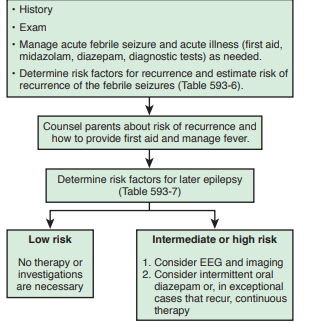 • History
• Exam
• Manage acute febrile seizure and acute illness (first aid,
midazolam, diazepam, diagnostic tests) as needed.
• Determine risk factors for recurrence and estimate risk of
recurrence of the febrile seizures (Table 593-6).
Counsel parents about risk of recurrence and
how to provide first aid and manage fever.
Determine risk factors for later epilepsy
(Table 593-7)
Low risk
No therapy or
investigations
are necessary
Intermediate or high risk
1. Consider EEG and imaging
2. Consider intermittent oral
diazepam or, in exceptional
cases that recur, continuous
therapy